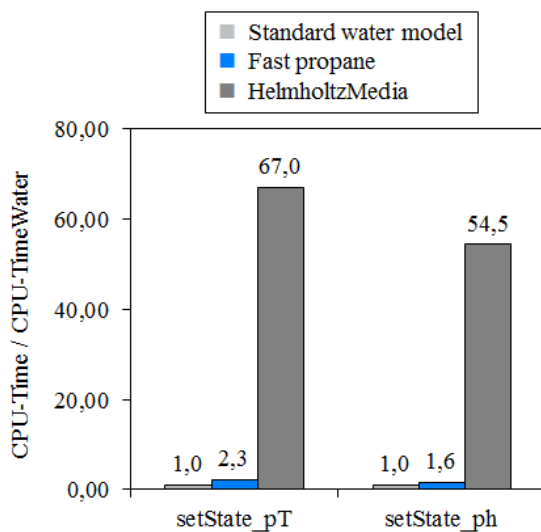 Standard water model
Fast propane
HelmholtzMedia
CPU-Time / CPU-TimeWater
80,00
60,00
40,00
20,00
0,00
1,0
2,3
67,0
1,0
1,6
54,5
setState_pT
setState_ph